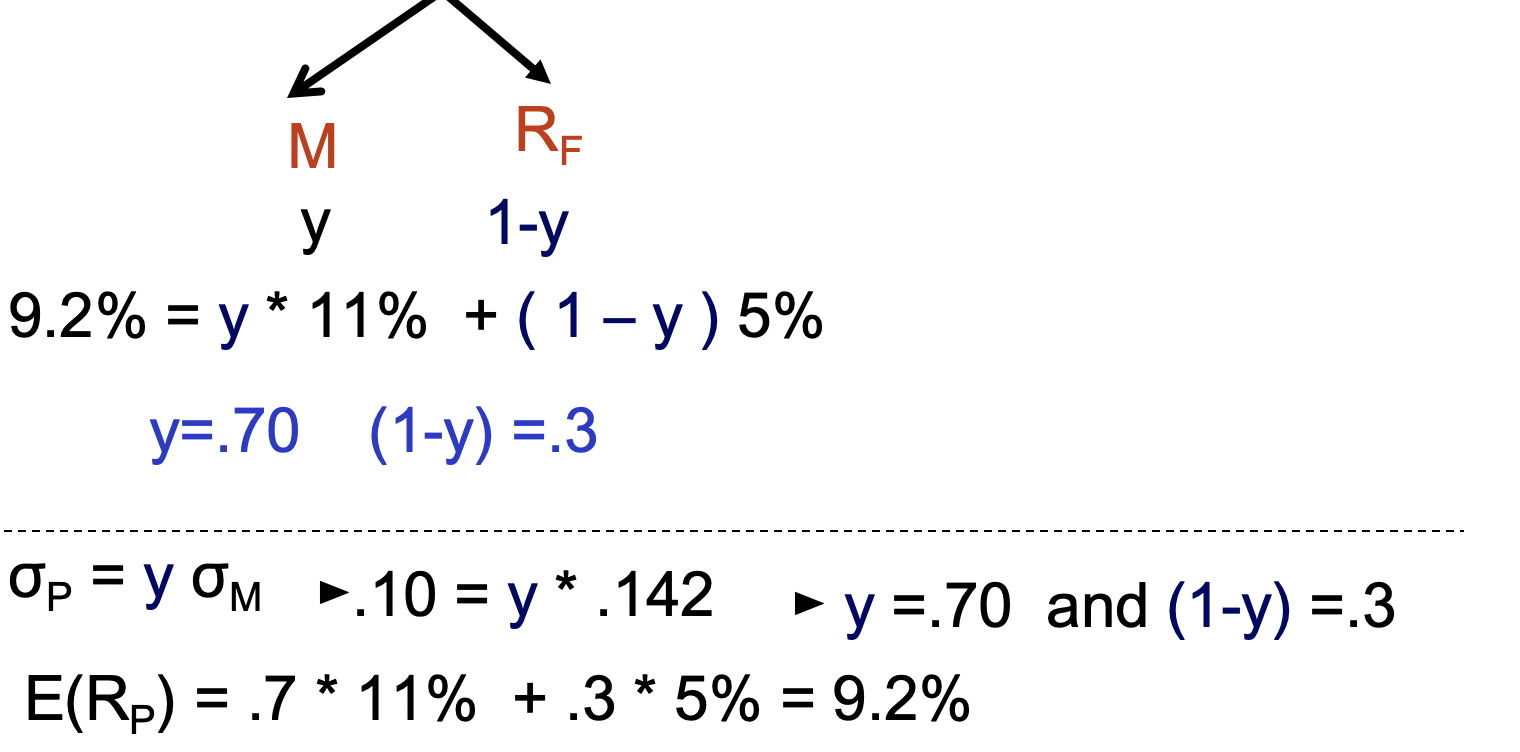 M R_F
y 1-y
9.2% = y * 11% + ( 1 – y ) 5%
y=.70 (1-y) =.3
σ_P = y σ_M ►.10 = y * .142 ► y =.70 and (1-y) =.3
E(R_P) = .7 * 11% + .3 * 5% = 9.2%